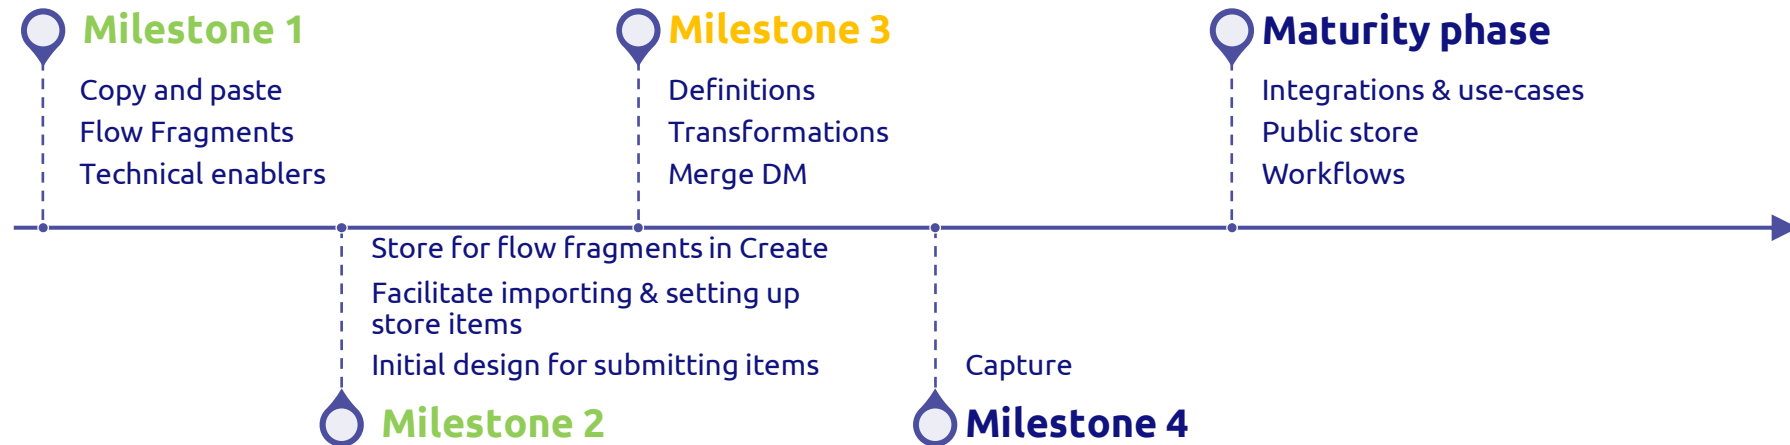 Milestone 1
Copy and paste
Flow Fragments
Technical enablers
Store for flow fragments in Create
Facilitate importing & setting up
store items
Initial design for submitting items
Milestone 2
Milestone 3
Definitions
Transformations
Merge DM
Capture
Milestone 4
Maturity phase
Integrations & use-cases
Public store
Workflows